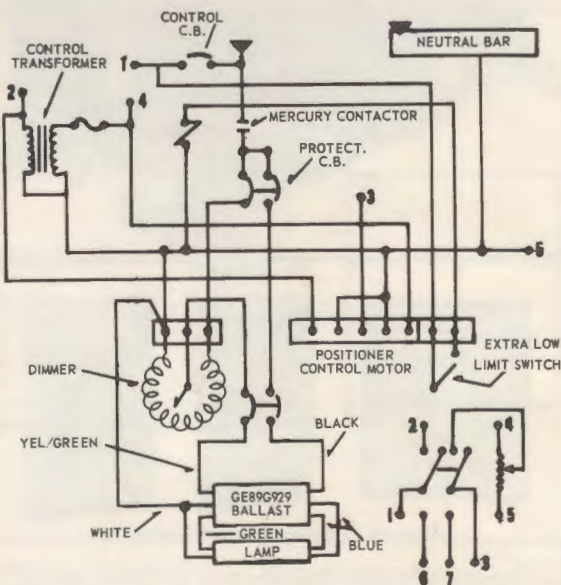 CONTROL
C.B.
NEUTRAL BAR
CONTROL
TRANSFORMER
1
2
4
MERCURY CONTACTOR
PROTECT.
C.B.
3
5
DIMMER
POSITIONER
CONTROL MOTOR
EXTRA LOW
LIMIT SWITCH
YEL/GREEN
BLACK
2
4
GE89G929
BALLAST
WHITE
GREEN
BLUE
LAMP
1
5
6
7
3